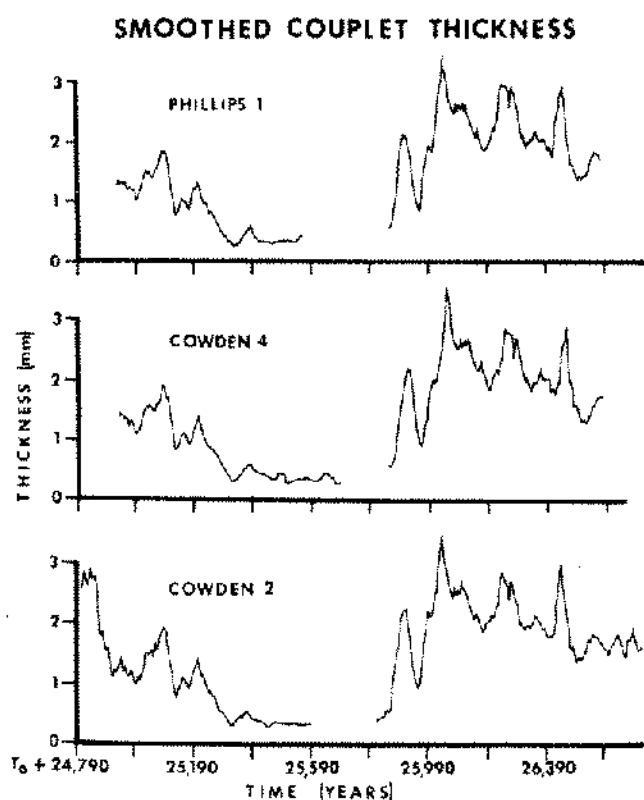 SMOOTHED COUPLET THICKNESS
3
PHILLIPS 1
2
1
0
3
COWDEN 4
2
1
0
THICKNESS (mm)
3
COWDEN 2
2
1
0
T₀ + 24,790 25,190 25,590 25,990 26,390
TIME (YEARS)